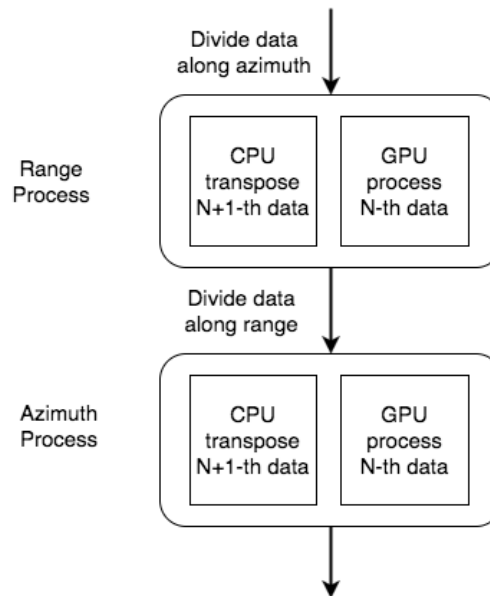 Divide data
along azimuth
Range
Process
CPU
transpose
N+1-th data
GPU
process
N-th data
Divide data
along range
Azimuth
Process
CPU
transpose
N+1-th data
GPU
process
N-th data